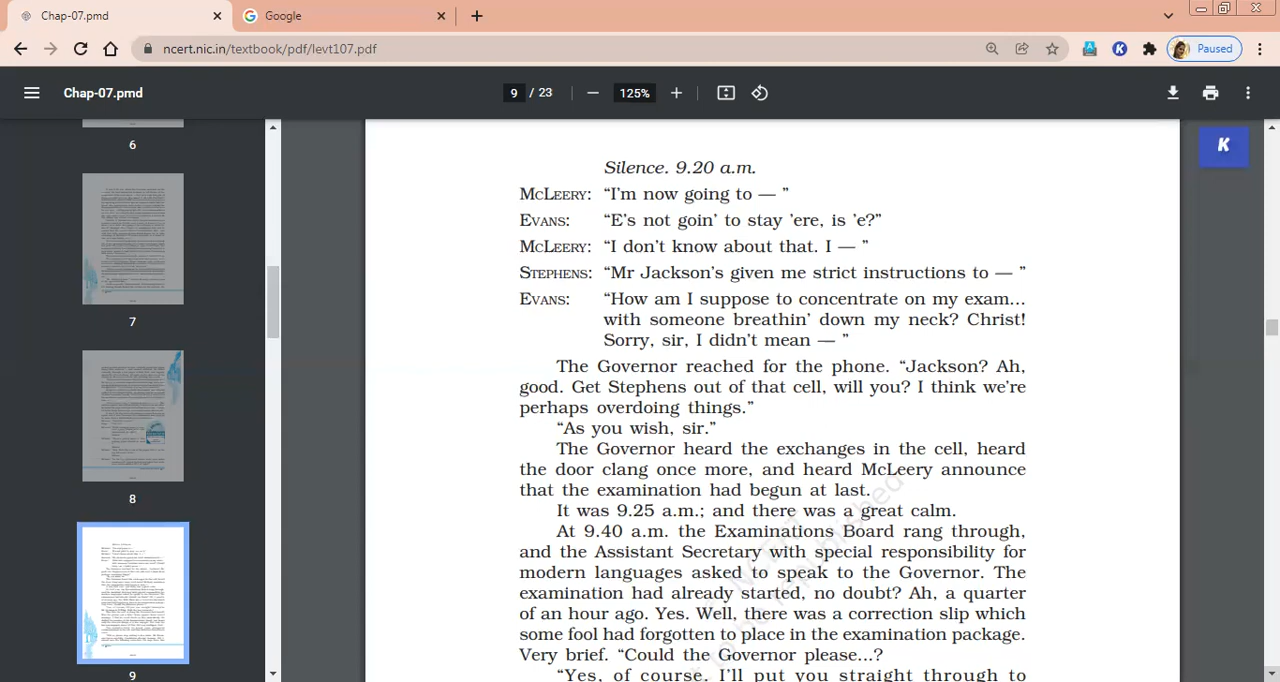 Chap-07.pmd
Google
ncert.nic.in/textbook/pdf/levt107.pdf
A
K
Paused
Chap-07.pmd
9 / 23
125%
6
7
8
9
K
Silence. 9.20 a.m.
MCLEERY: “I’m now going to — ”
EVANS: “E’s not goin’ to stay ’ere, is ’e?”
MCLEERY: “I don’t know about that. I — ”
STEPHENS: “Mr Jackson’s given me strict instructions to — ”
EVANS: “How am I suppose to concentrate on my exam...
with someone breathin’ down my neck? Christ!
Sorry, sir, I didn’t mean — ”
The Governor reached for the phone. “Jackson? Ah,
good. Get Stephens out of that cell, will you? I think we’re
perhaps overdoing things.”
“As you wish, sir.”
The Governor heard the exchanges in the cell, heard
the door clang once more, and heard McLeery announce
that the examination had begun at last.
It was 9.25 a.m.; and there was a great calm.
At 9.40 a.m. the Examinations Board rang through,
and the Assistant Secretary with special responsibility for
modern languages asked to speak to the Governor. The
examination had already started, no doubt? Ah, a quarter
of an hour ago. Yes. Well, there was a correction slip which
some fool had forgotten to place in the examination package.
Very brief. “Could the Governor please...?
“Yes, of course. I’ll put you straight through to